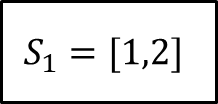 S₁ = [1,2]